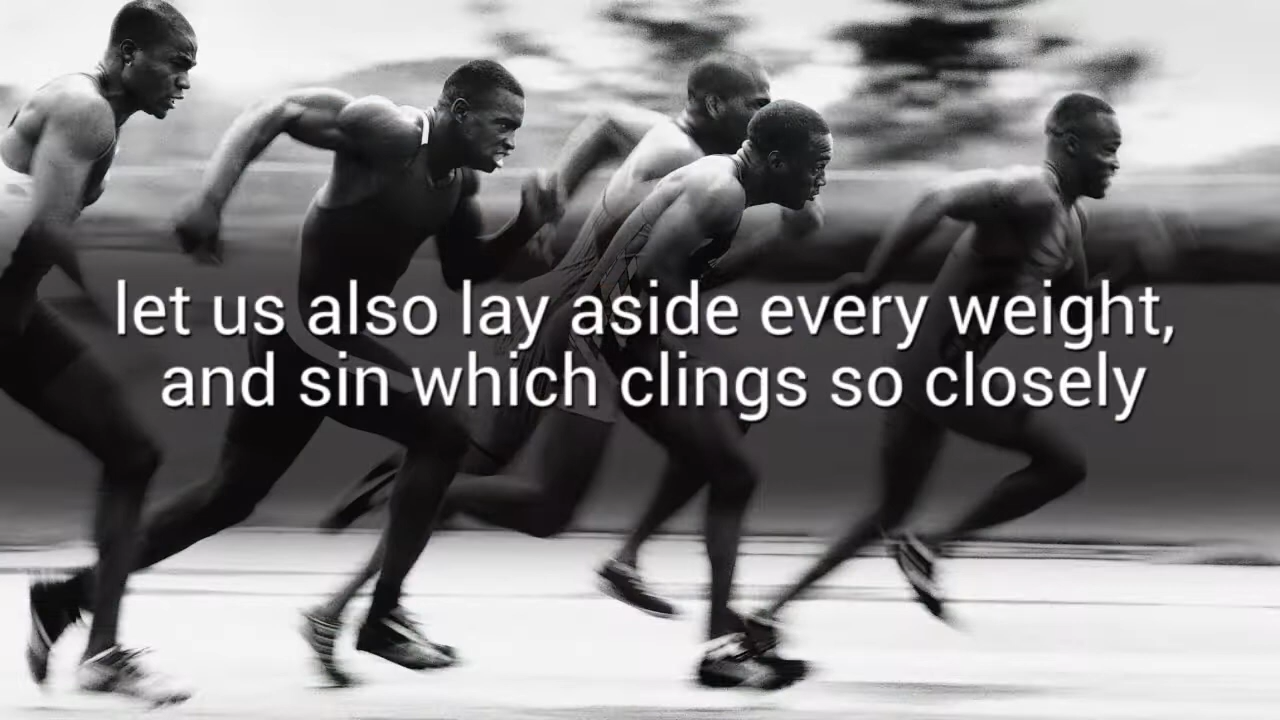 let us also lay aside every weight,
and sin which clings so closely